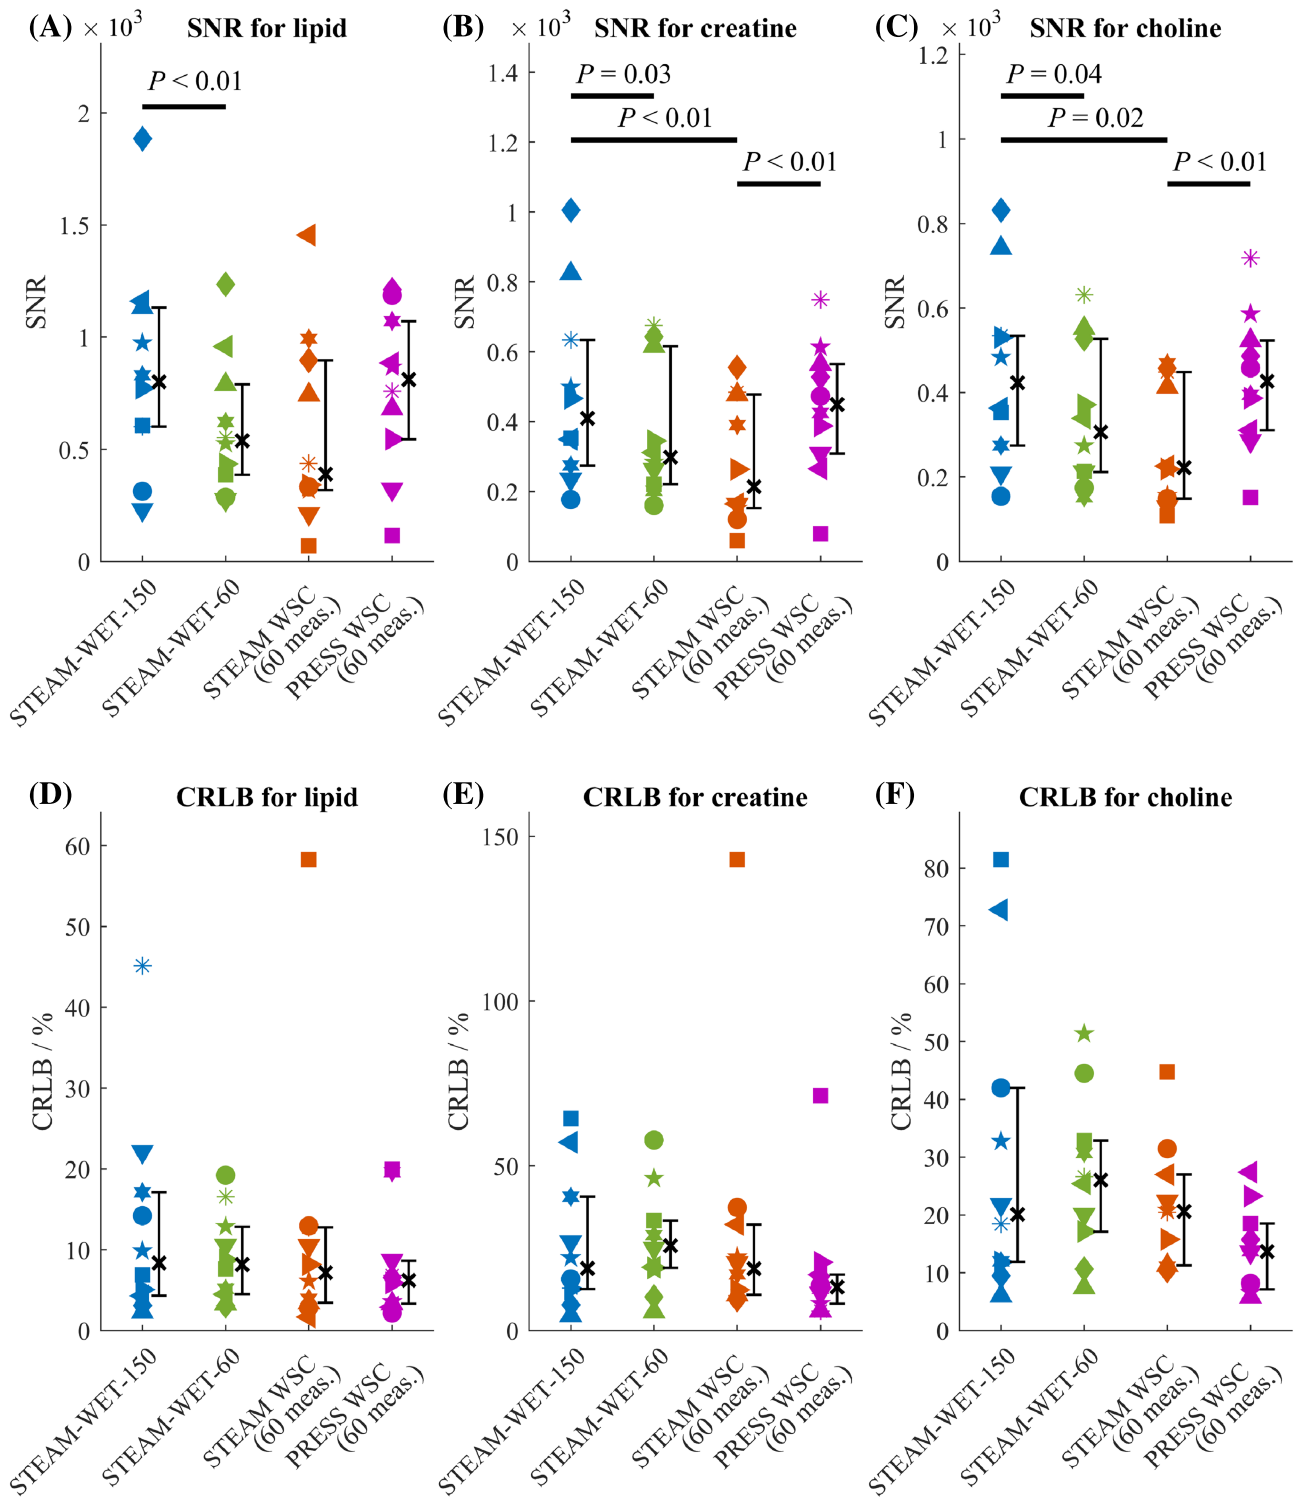 (A) × 10³ SNR for lipid
P < 0.01
2
1.5
1
0.5
0
SNR
STEAM-WET-150
STEAM-WET-60
STEAM WSC
(60 meas.)
PRESS WSC
(60 meas.)
(B) × 10³ SNR for creatine
P = 0.03
P < 0.01
P < 0.01
1.4
1.2
1
0.8
0.6
0.4
0.2
0
SNR
STEAM-WET-150
STEAM-WET-60
STEAM WSC
(60 meas.)
PRESS WSC
(60 meas.)
(C) × 10³ SNR for choline
P = 0.04
P = 0.02
P < 0.01
1.2
1
0.8
0.6
0.4
0.2
0
SNR
STEAM-WET-150
STEAM-WET-60
STEAM WSC
(60 meas.)
PRESS WSC
(60 meas.)
(D) CRLB for lipid
60
50
40
30
20
10
0
CRLB / %
STEAM-WET-150
STEAM-WET-60
STEAM WSC
(60 meas.)
PRESS WSC
(60 meas.)
(E) CRLB for creatine
150
100
50
0
CRLB / %
STEAM-WET-150
STEAM-WET-60
STEAM WSC
(60 meas.)
PRESS WSC
(60 meas.)
(F) CRLB for choline
80
70
60
50
40
30
20
10
0
CRLB / %
STEAM-WET-150
STEAM-WET-60
STEAM WSC
(60 meas.)
PRESS WSC
(60 meas.)